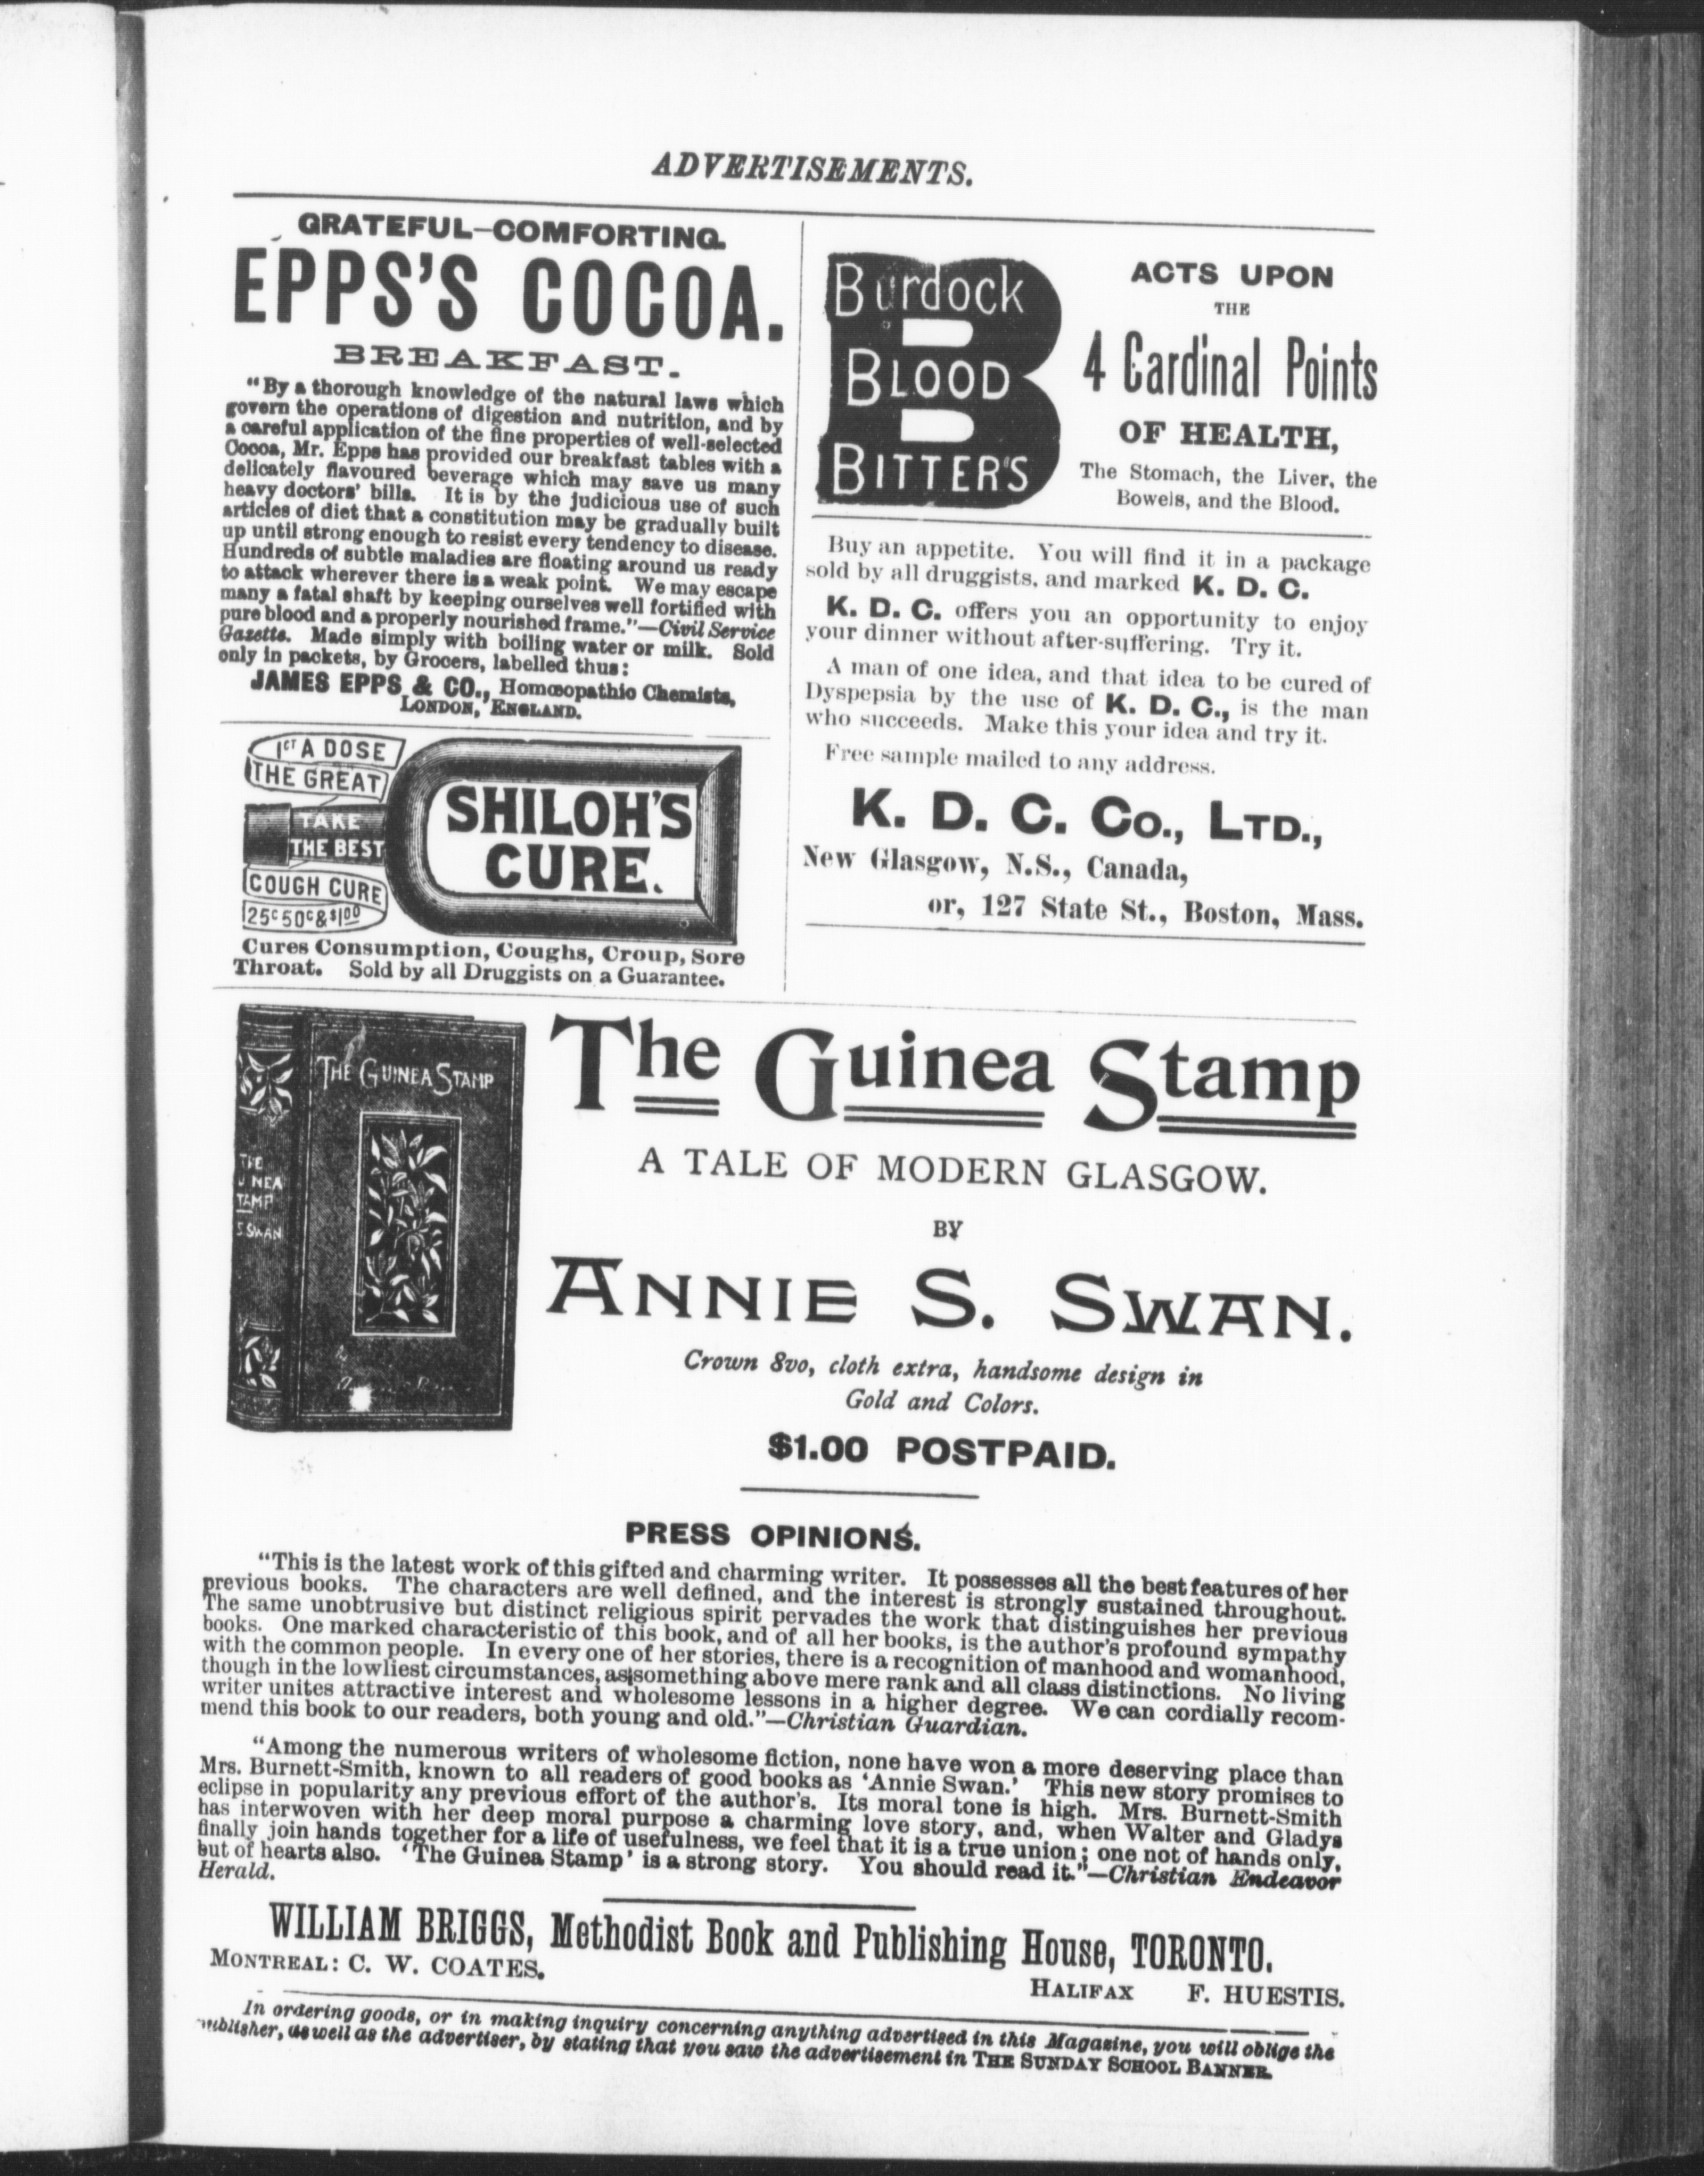 ADVERTISEMENTS.
GRATEFUL—COMFORTING.
EPPS'S COCOA.
BREAKFAST.
"By a thorough knowledge of the natural laws which
govern the operations of digestion and nutrition, and by
a careful application of the fine properties of well-selected
Cocoa, Mr. Epps has provided our breakfast tables with a
delicately flavoured beverage which may save us many
heavy doctors' bills. It is by the judicious use of such
articles of diet that a constitution may be gradually built
up until strong enough to resist every tendency to disease.
Hundreds of subtle maladies are floating around us ready
to attack wherever there is a weak point. We may escape
many a fatal shaft by keeping ourselves well fortified with
pure blood and a properly nourished frame."—Civil Service
Gazette. Made simply with boiling water or milk. Sold
only in packets, by Grocers, labelled thus:
JAMES EPPS & CO., Homœopathic Chemists,
LONDON, ENGLAND.
1CT A DOSE
THE GREAT
TAKE
THE BEST
COUGH CURE
25c 50c & $1.00
SHILOH'S
CURE.
Cures Consumption, Coughs, Croup, Sore
Throat. Sold by all Druggists on a Guarantee.
Burdock
BLOOD
BITTER'S
ACTS UPON
THE
4 Cardinal Points
OF HEALTH,
The Stomach, the Liver, the
Bowels, and the Blood.
Buy an appetite. You will find it in a package
sold by all druggists, and marked K. D. C.
K. D. C. offers you an opportunity to enjoy
your dinner without after-suffering. Try it.
A man of one idea, and that idea to be cured of
Dyspepsia by the use of K. D. C., is the man
who succeeds. Make this your idea and try it.
Free sample mailed to any address.
K. D. C. Co., LTD.,
New Glasgow, N.S., Canada,
or, 127 State St., Boston, Mass.
THE GUINEA STAMP
THE
NEA
TAMP
S SWAN
The Guinea Stamp
A TALE OF MODERN GLASGOW.
BY
ANNIE S. SWAN.
Crown 8vo, cloth extra, handsome design in
Gold and Colors.
$1.00 POSTPAID.
PRESS OPINIONS.
"This is the latest work of this gifted and charming writer. It possesses all the best features of her
previous books. The characters are well defined, and the interest is strongly sustained throughout.
The same unobtrusive but distinct religious spirit pervades the work that distinguishes her previous
books. One marked characteristic of this book, and of all her books, is the author's profound sympathy
with the common people. In every one of her stories, there is a recognition of manhood and womanhood,
though in the lowliest circumstances, as something above mere rank and all class distinctions. No living
writer unites attractive interest and wholesome lessons in a higher degree. We can cordially recom-
mend this book to our readers, both young and old."—Christian Guardian.
"Among the numerous writers of wholesome fiction, none have won a more deserving place than
Mrs. Burnett-Smith, known to all readers of good books as 'Annie Swan.' This new story promises to
eclipse in popularity any previous effort of the author's. Its moral tone is high. Mrs. Burnett-Smith
has interwoven with her deep moral purpose a charming love story, and, when Walter and Gladys
finally join hands together for a life of usefulness, we feel that it is a true union; one not of hands only,
but of hearts also. 'The Guinea Stamp' is a strong story. You should read it."—Christian Endeavor
Herald.
WILLIAM BRIGGS, Methodist Book and Publishing House, TORONTO.
MONTREAL: C. W. COATES.
HALIFAX F. HUESTIS.
In ordering goods, or in making inquiry concerning anything advertised in this Magazine, you will oblige the
publisher, as well as the advertiser, by stating that you saw the advertisement in THE SUNDAY SCHOOL BANNER.